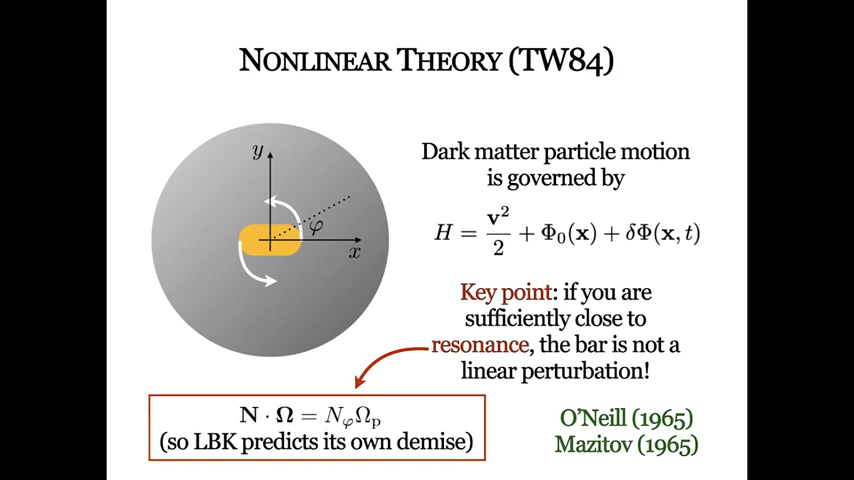 NONLINEAR THEORY (TW84)
y
φ
x
Dark matter particle motion
is governed by
H = v²/2 + Φ₀(x) + δΦ(x, t)
Key point: if you are
sufficiently close to
resonance, the bar is not a
linear perturbation!
N · Ω = N_φ Ω_p
(so LBK predicts its own demise)
O’Neill (1965)
Mazitov (1965)